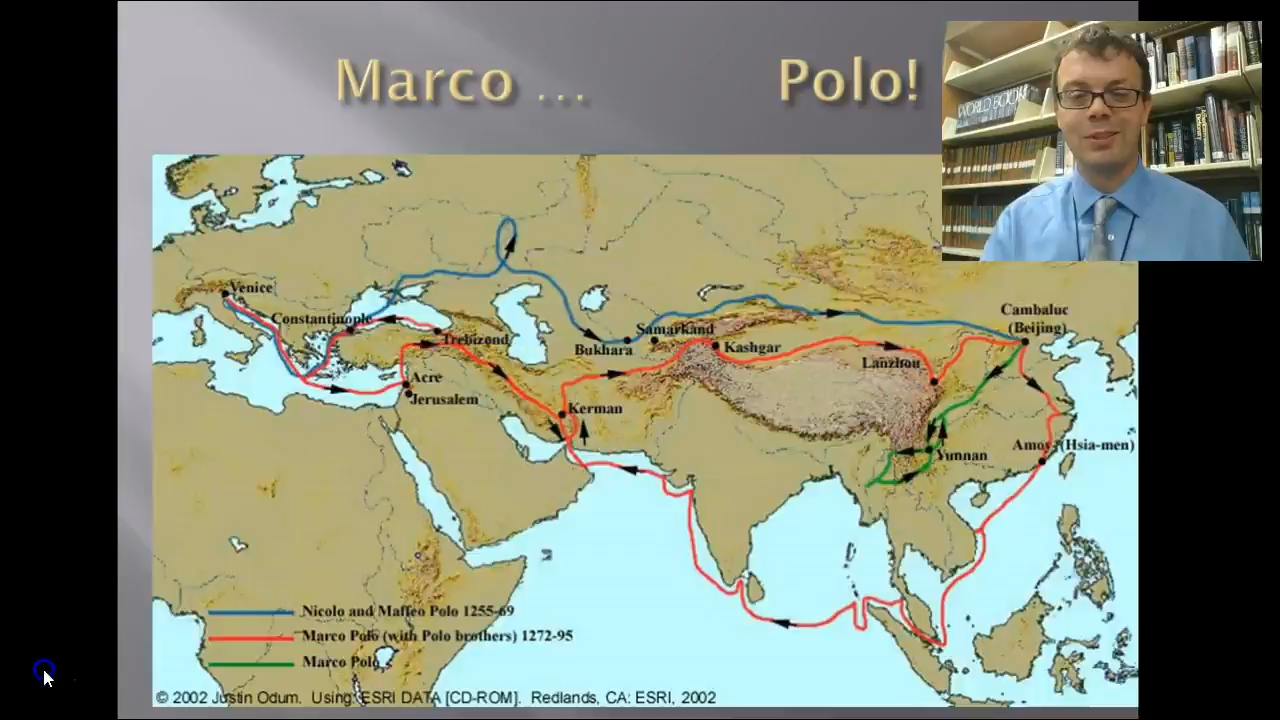 Marco ... Polo!
WORLD BOOK
Venice
Constantinople
Trebizond
Bukhara
Samarkand
Kashgar
Lanzhou
Cambaluc
(Beijing)
Acre
Jerusalem
Kerman
Yunnan
Amoy (Hsia-men)
Nicolo and Maffeo Polo 1255-69
Marco Polo (with Polo brothers) 1272-95
Marco Polo
© 2002 Justin Odum. Using: ESRI DATA [CD-ROM]. Redlands, CA: ESRI, 2002